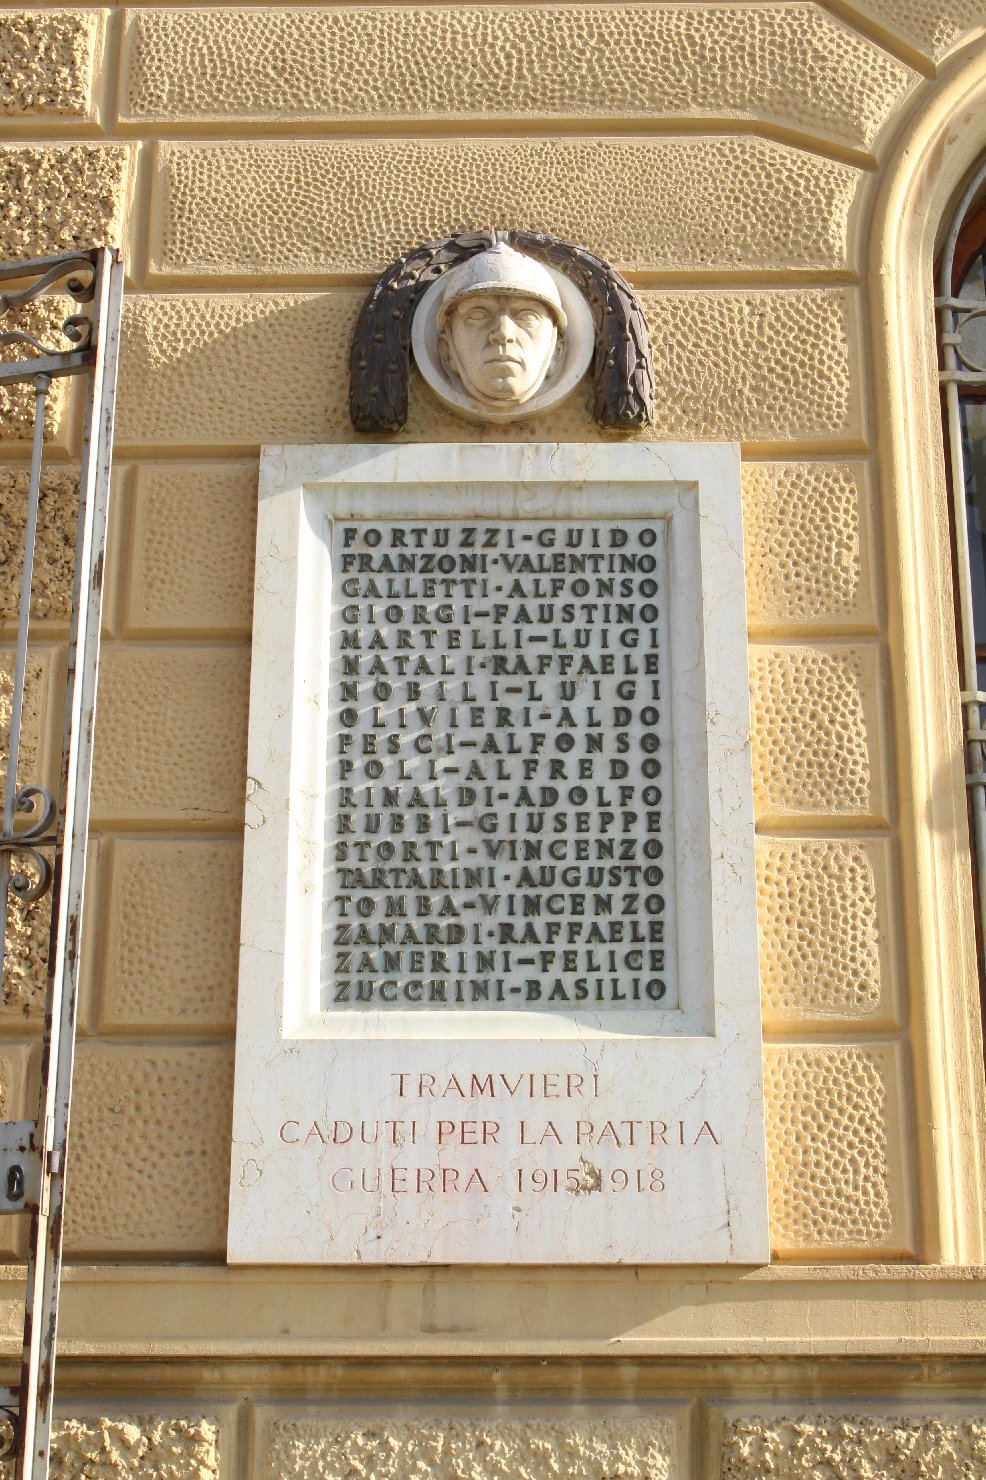 FORTUZZI-GUIDO
FRANZONI-VALENTINO
GALLETTI-ALFONSO
GIORGI-FAUSTINO
MARTELLI-LUIGI
NATALI-RAFFAELE
NOBILI-LUIGI
OLIVIERI-ALDO
PESCI-ALFONSO
POLI-ALFREDO
RINALDI-ADOLFO
RUBBI-GIUSEPPE
STORTI-VINCENZO
TARTARINI-AUGUSTO
TOMBA-VINCENZO
ZANARDI-RAFFAELE
ZANERINI-FELICE
ZUCCHINI-BASILIO
TRAMVIERI
CADUTI PER LA PATRIA
GUERRA 1915-1918